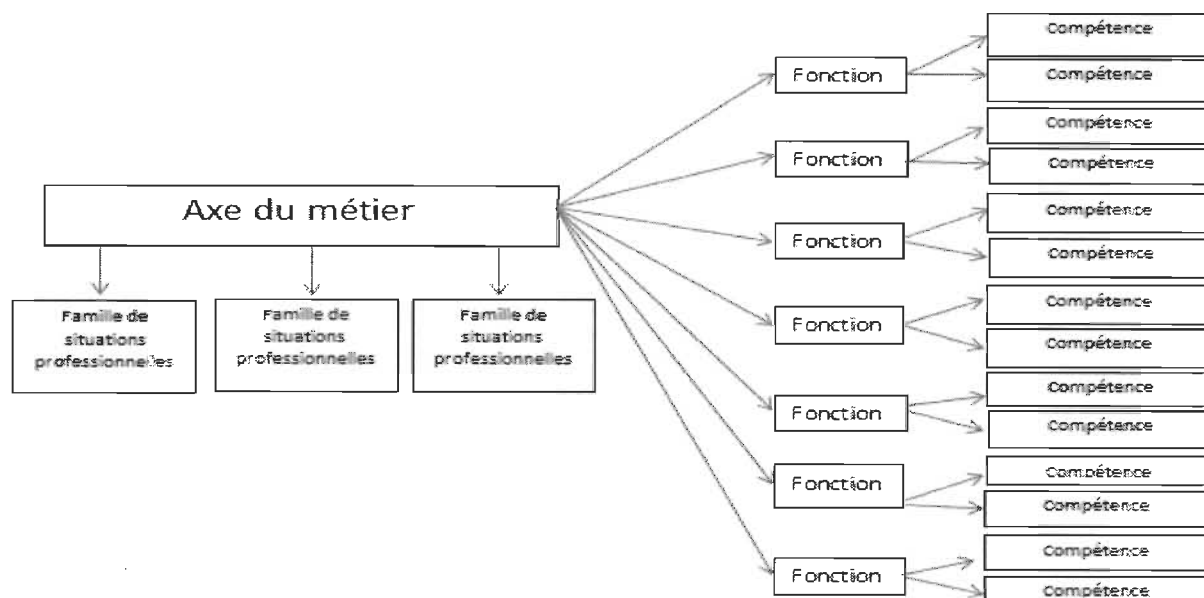 Axe du métier
Famille de
situations
professionnelles
Famille de
situations
professionnelles
Famille de
situations
professionnelles
Fonction
Compétence
Compétence
Fonction
Compétence
Compétence
Fonction
Compétence
Compétence
Fonction
Compétence
Compétence
Fonction
Compétence
Compétence
Fonction
Compétence
Compétence
Fonction
Compétence
Compétence